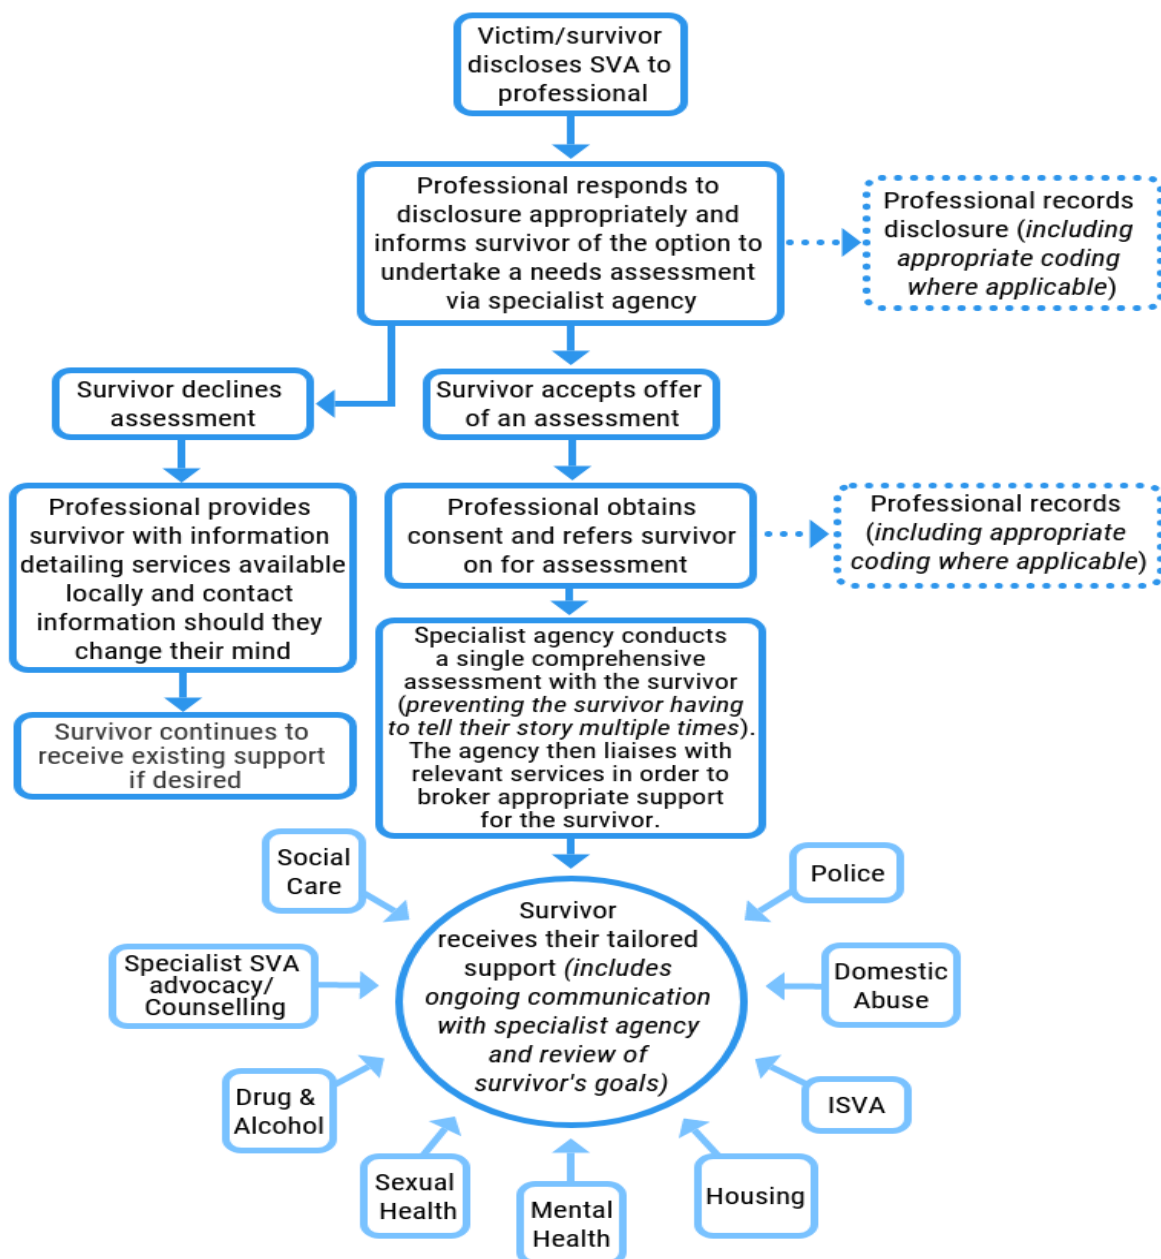 Victim/survivor
discloses SVA to
professional
Professional responds to
disclosure appropriately and
informs survivor of the option to
undertake a needs assessment
via specialist agency
Professional records
disclosure (including
appropriate coding
where applicable)
Survivor declines
assessment
Survivor accepts offer
of an assessment
Professional provides
survivor with information
detailing services available
locally and contact
information should they
change their mind
Professional obtains
consent and refers survivor
on for assessment
Professional records
(including appropriate
coding where applicable)
Survivor continues to
receive existing support
if desired
Specialist agency conducts
a single comprehensive
assessment with the survivor
(preventing the survivor having
to tell their story multiple times).
The agency then liaises with
relevant services in order to
broker appropriate support
for the survivor.
Social
Care
Police
Survivor
receives their tailored
support (includes
ongoing communication
with specialist agency
and review of
survivor's goals)
Specialist SVA
advocacy/
Counselling
Domestic
Abuse
Drug &
Alcohol
ISVA
Sexual
Health
Mental
Health
Housing